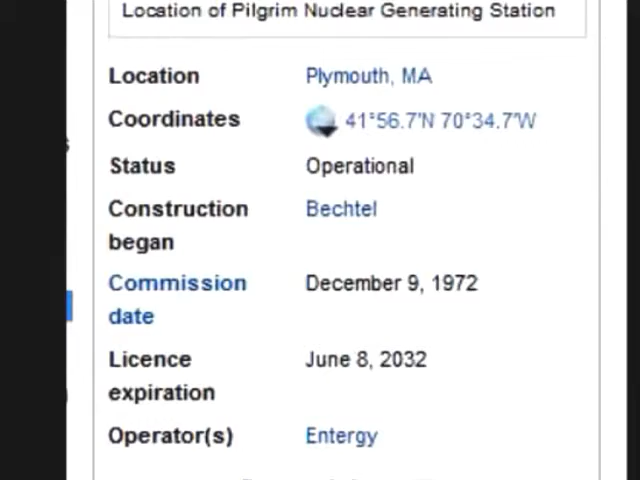 Location of Pilgrim Nuclear Generating Station
Location Plymouth, MA
Coordinates 41°56.7′N 70°34.7′W
Status Operational
Construction Bechtel
began
Commission December 9, 1972
date
Licence June 8, 2032
expiration
Operator(s) Entergy